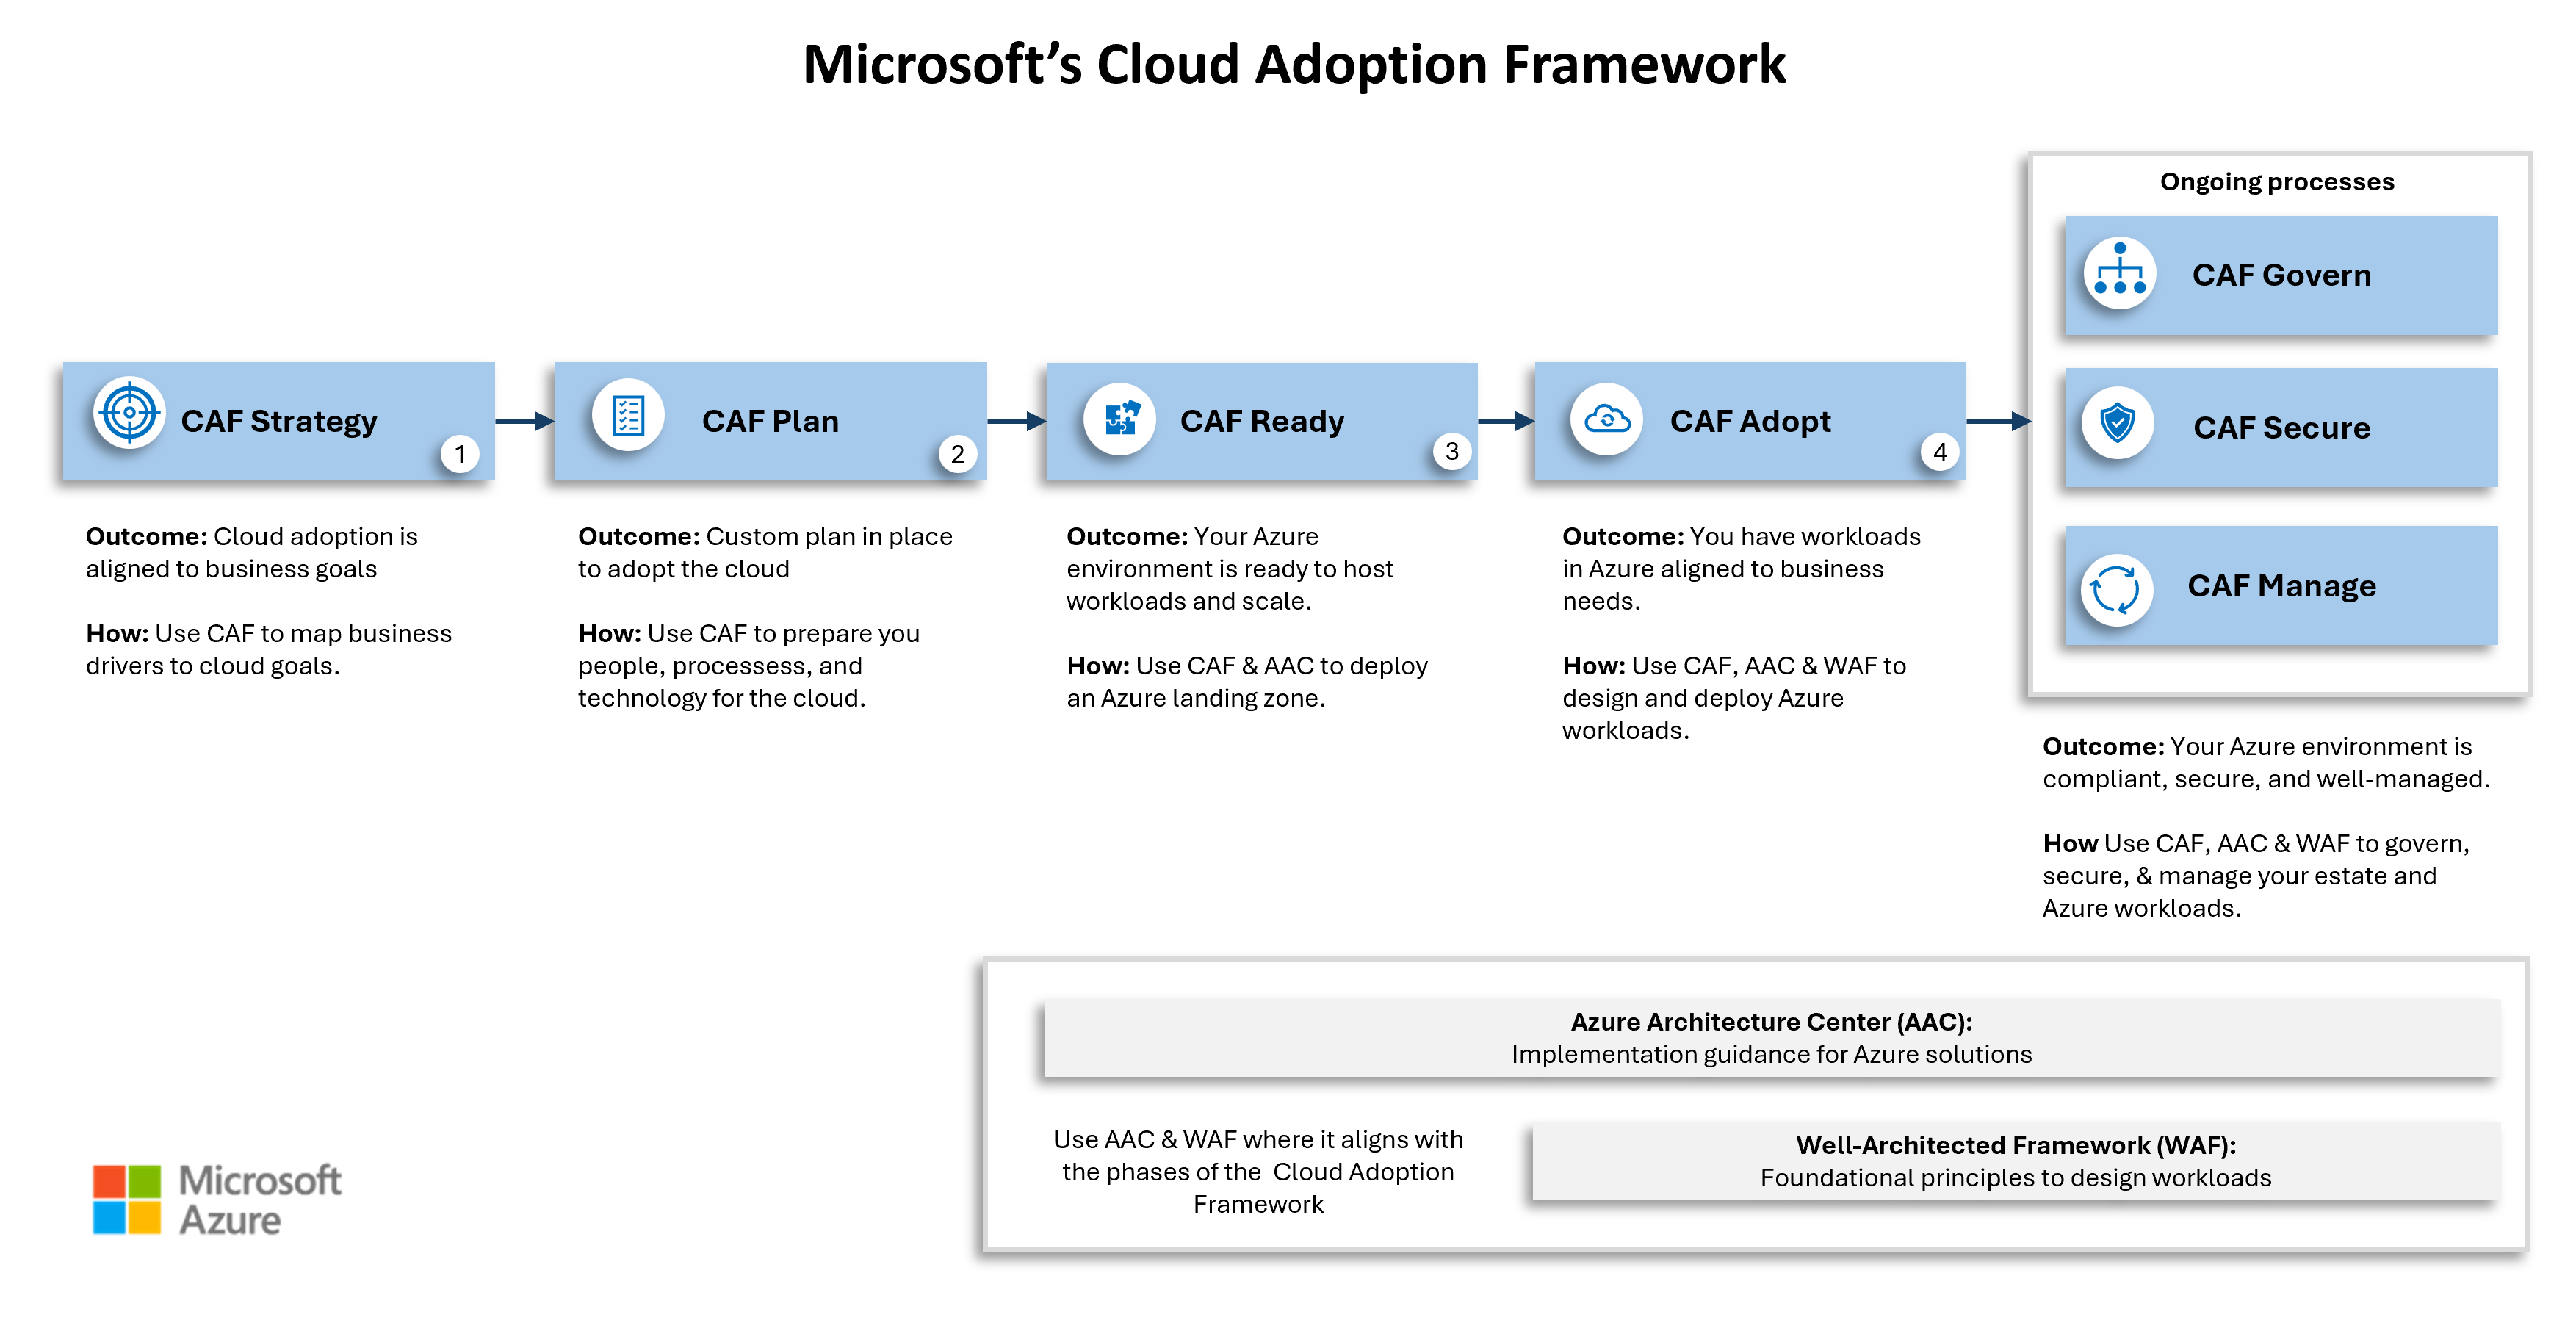 Microsoft’s Cloud Adoption Framework
CAF Strategy
1
CAF Plan
2
CAF Ready
3
CAF Adopt
4
Ongoing processes
CAF Govern
CAF Secure
CAF Manage
Outcome: Cloud adoption is
aligned to business goals
How: Use CAF to map business
drivers to cloud goals.
Outcome: Custom plan in place
to adopt the cloud
How: Use CAF to prepare you
people, processess, and
technology for the cloud.
Outcome: Your Azure
environment is ready to host
workloads and scale.
How: Use CAF & AAC to deploy
an Azure landing zone.
Outcome: You have workloads
in Azure aligned to business
needs.
How: Use CAF, AAC & WAF to
design and deploy Azure
workloads.
Outcome: Your Azure environment is
compliant, secure, and well-managed.
How Use CAF, AAC & WAF to govern,
secure, & manage your estate and
Azure workloads.
Azure Architecture Center (AAC):
Implementation guidance for Azure solutions
Use AAC & WAF where it aligns with
the phases of the  Cloud Adoption
Framework
Well-Architected Framework (WAF):
Foundational principles to design workloads
Microsoft
Azure